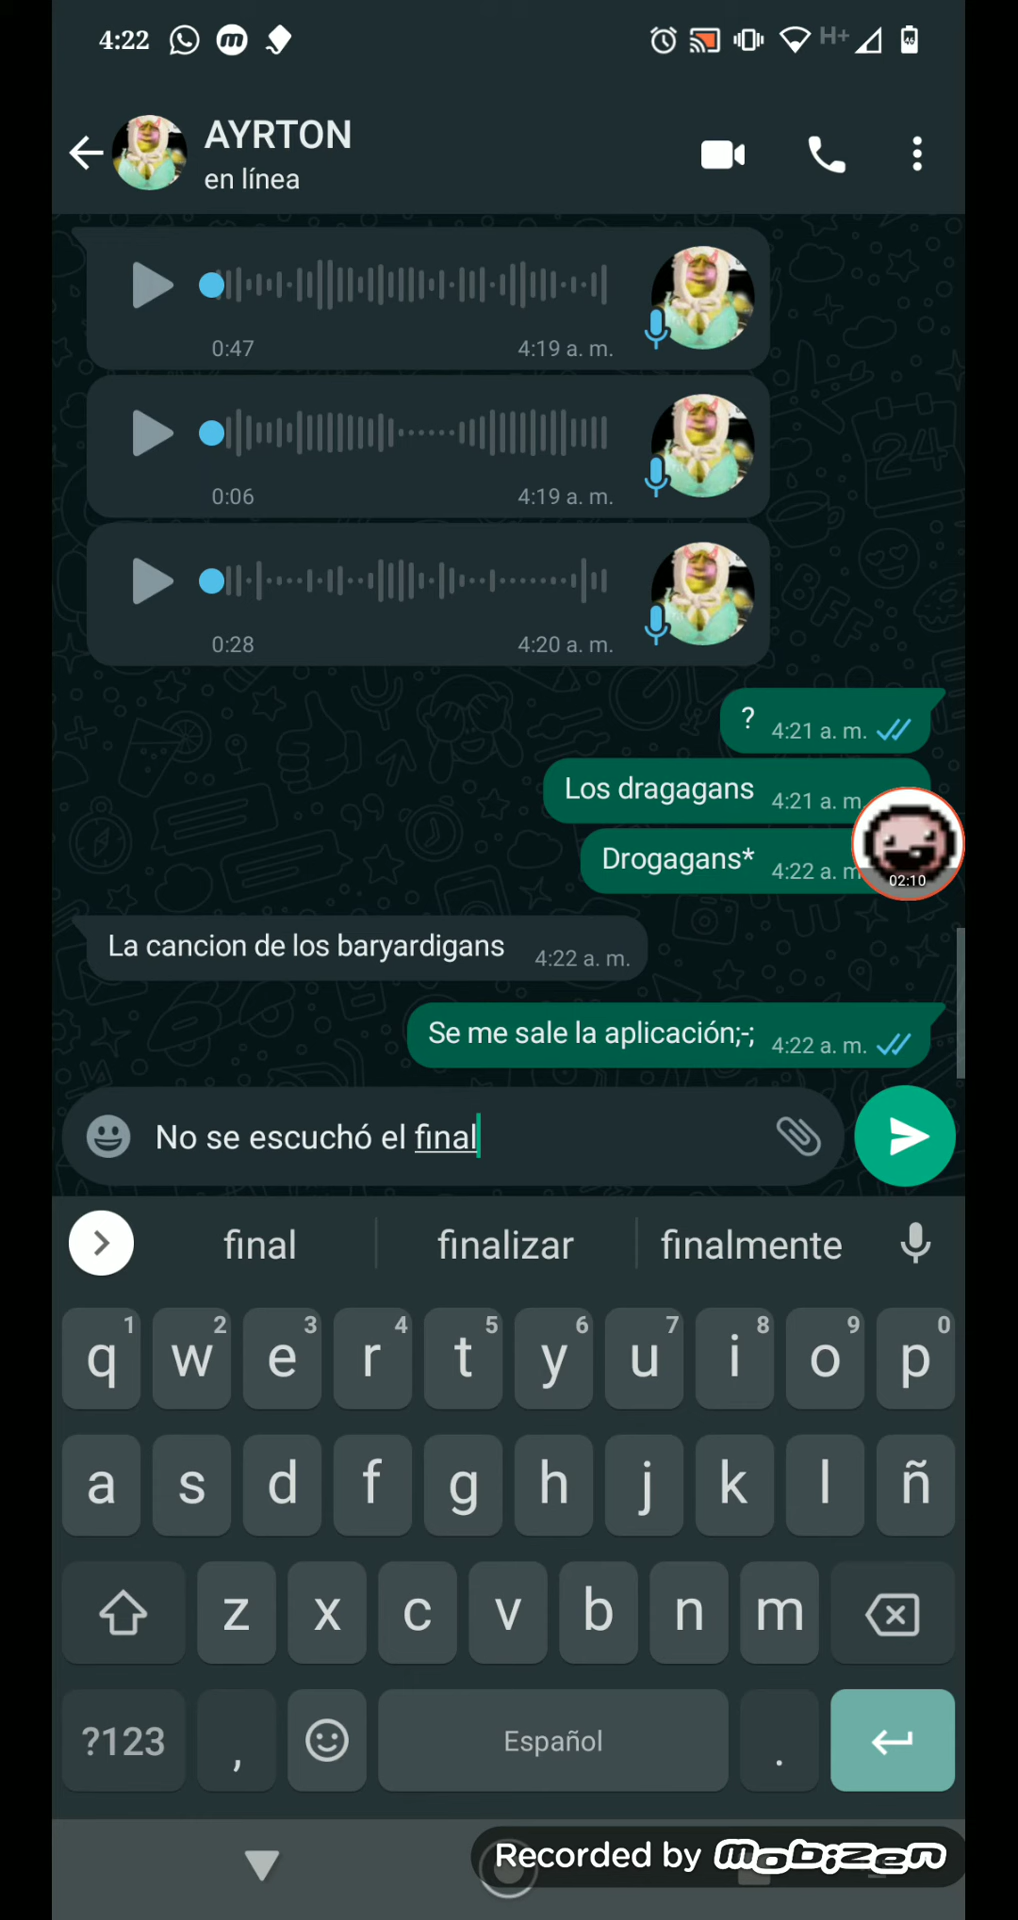 4:22
H+
46
AYRTON
en línea
0:47 4:19 a. m.
0:06 4:19 a. m.
0:28 4:20 a. m.
? 4:21 a. m.
Los dragagans 4:21 a. m.
Drogagans* 4:22 a. m
02:10
La cancion de los baryardigans 4:22 a. m.
Se me sale la aplicación;-; 4:22 a. m.
No se escuchó el final
final finalizar finalmente
1 2 3 4 5 6 7 8 9 0
q w e r t y u i o p
a s d f g h j k l ñ
z x c v b n m
?123 , Español .
Recorded by mobizen